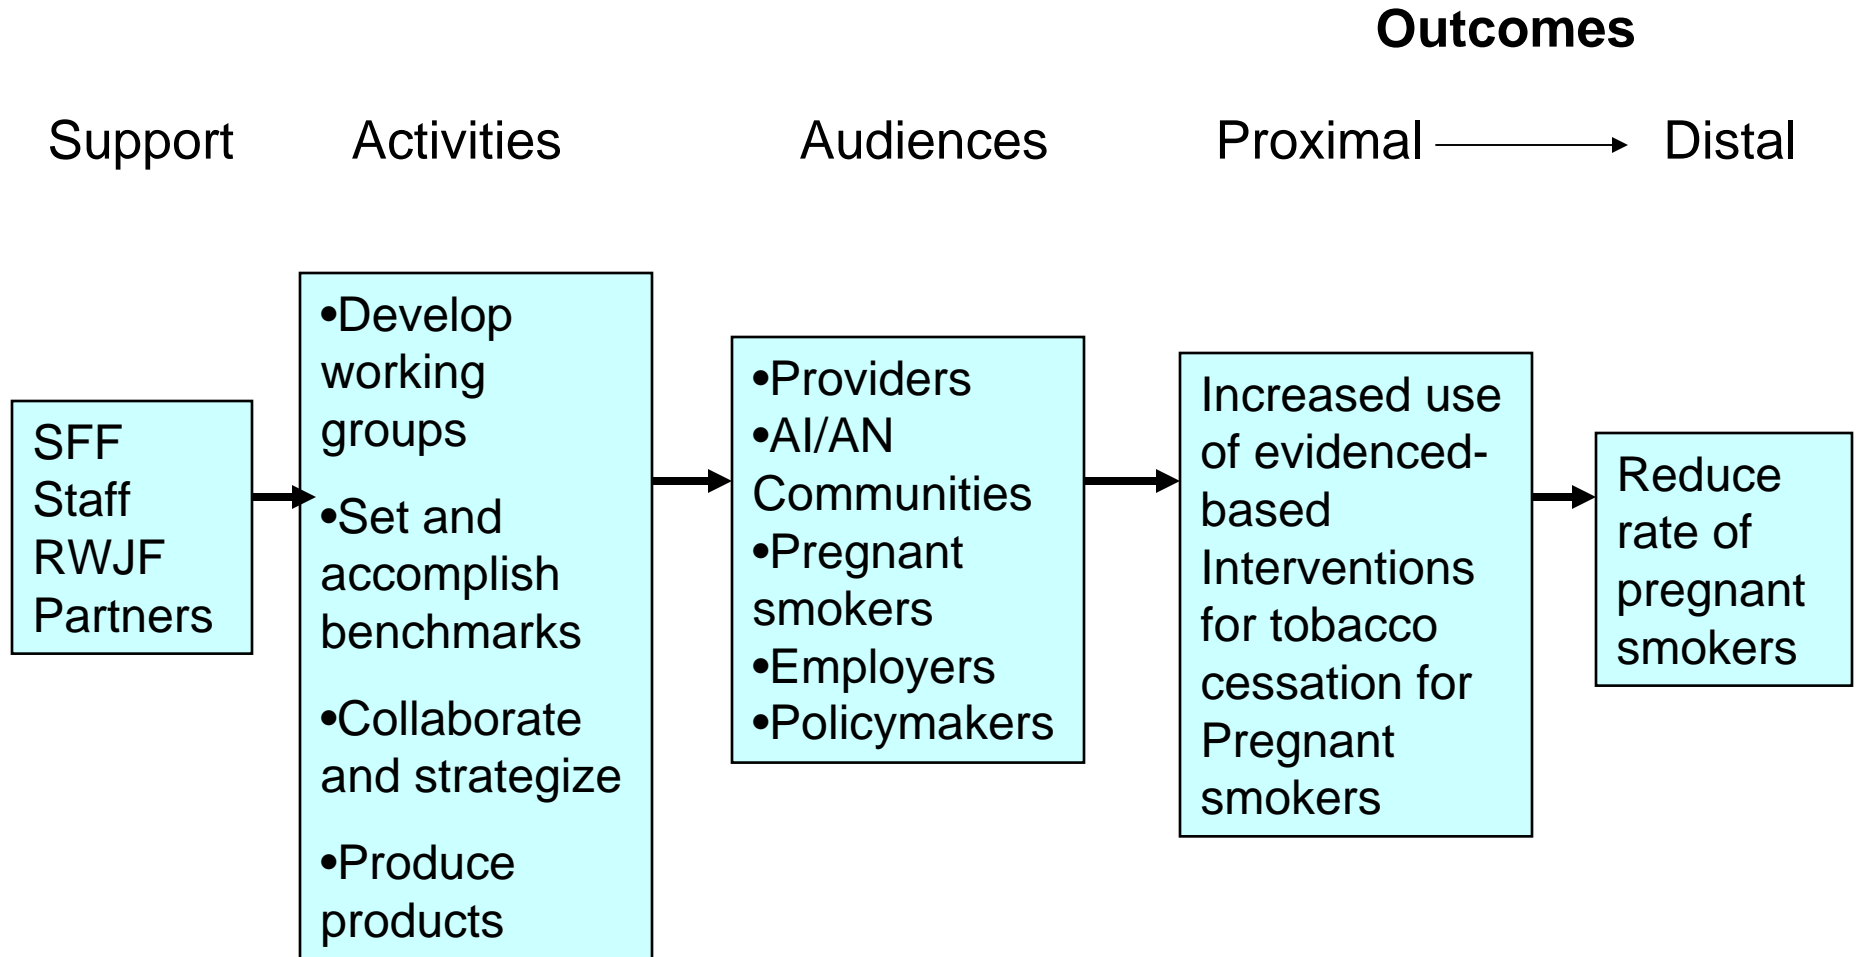 Outcomes
Support
Activities
Audiences
Proximal
Distal
SFF
Staff
RWJF
Partners
•Develop
working
groups
•Set and
accomplish
benchmarks
•Collaborate
and strategize
•Produce
products
•Providers
•AI/AN
Communities
•Pregnant
smokers
•Employers
•Policymakers
Increased use
of evidenced-
based
Interventions
for tobacco
cessation for
Pregnant
smokers
Reduce
rate of
pregnant
smokers